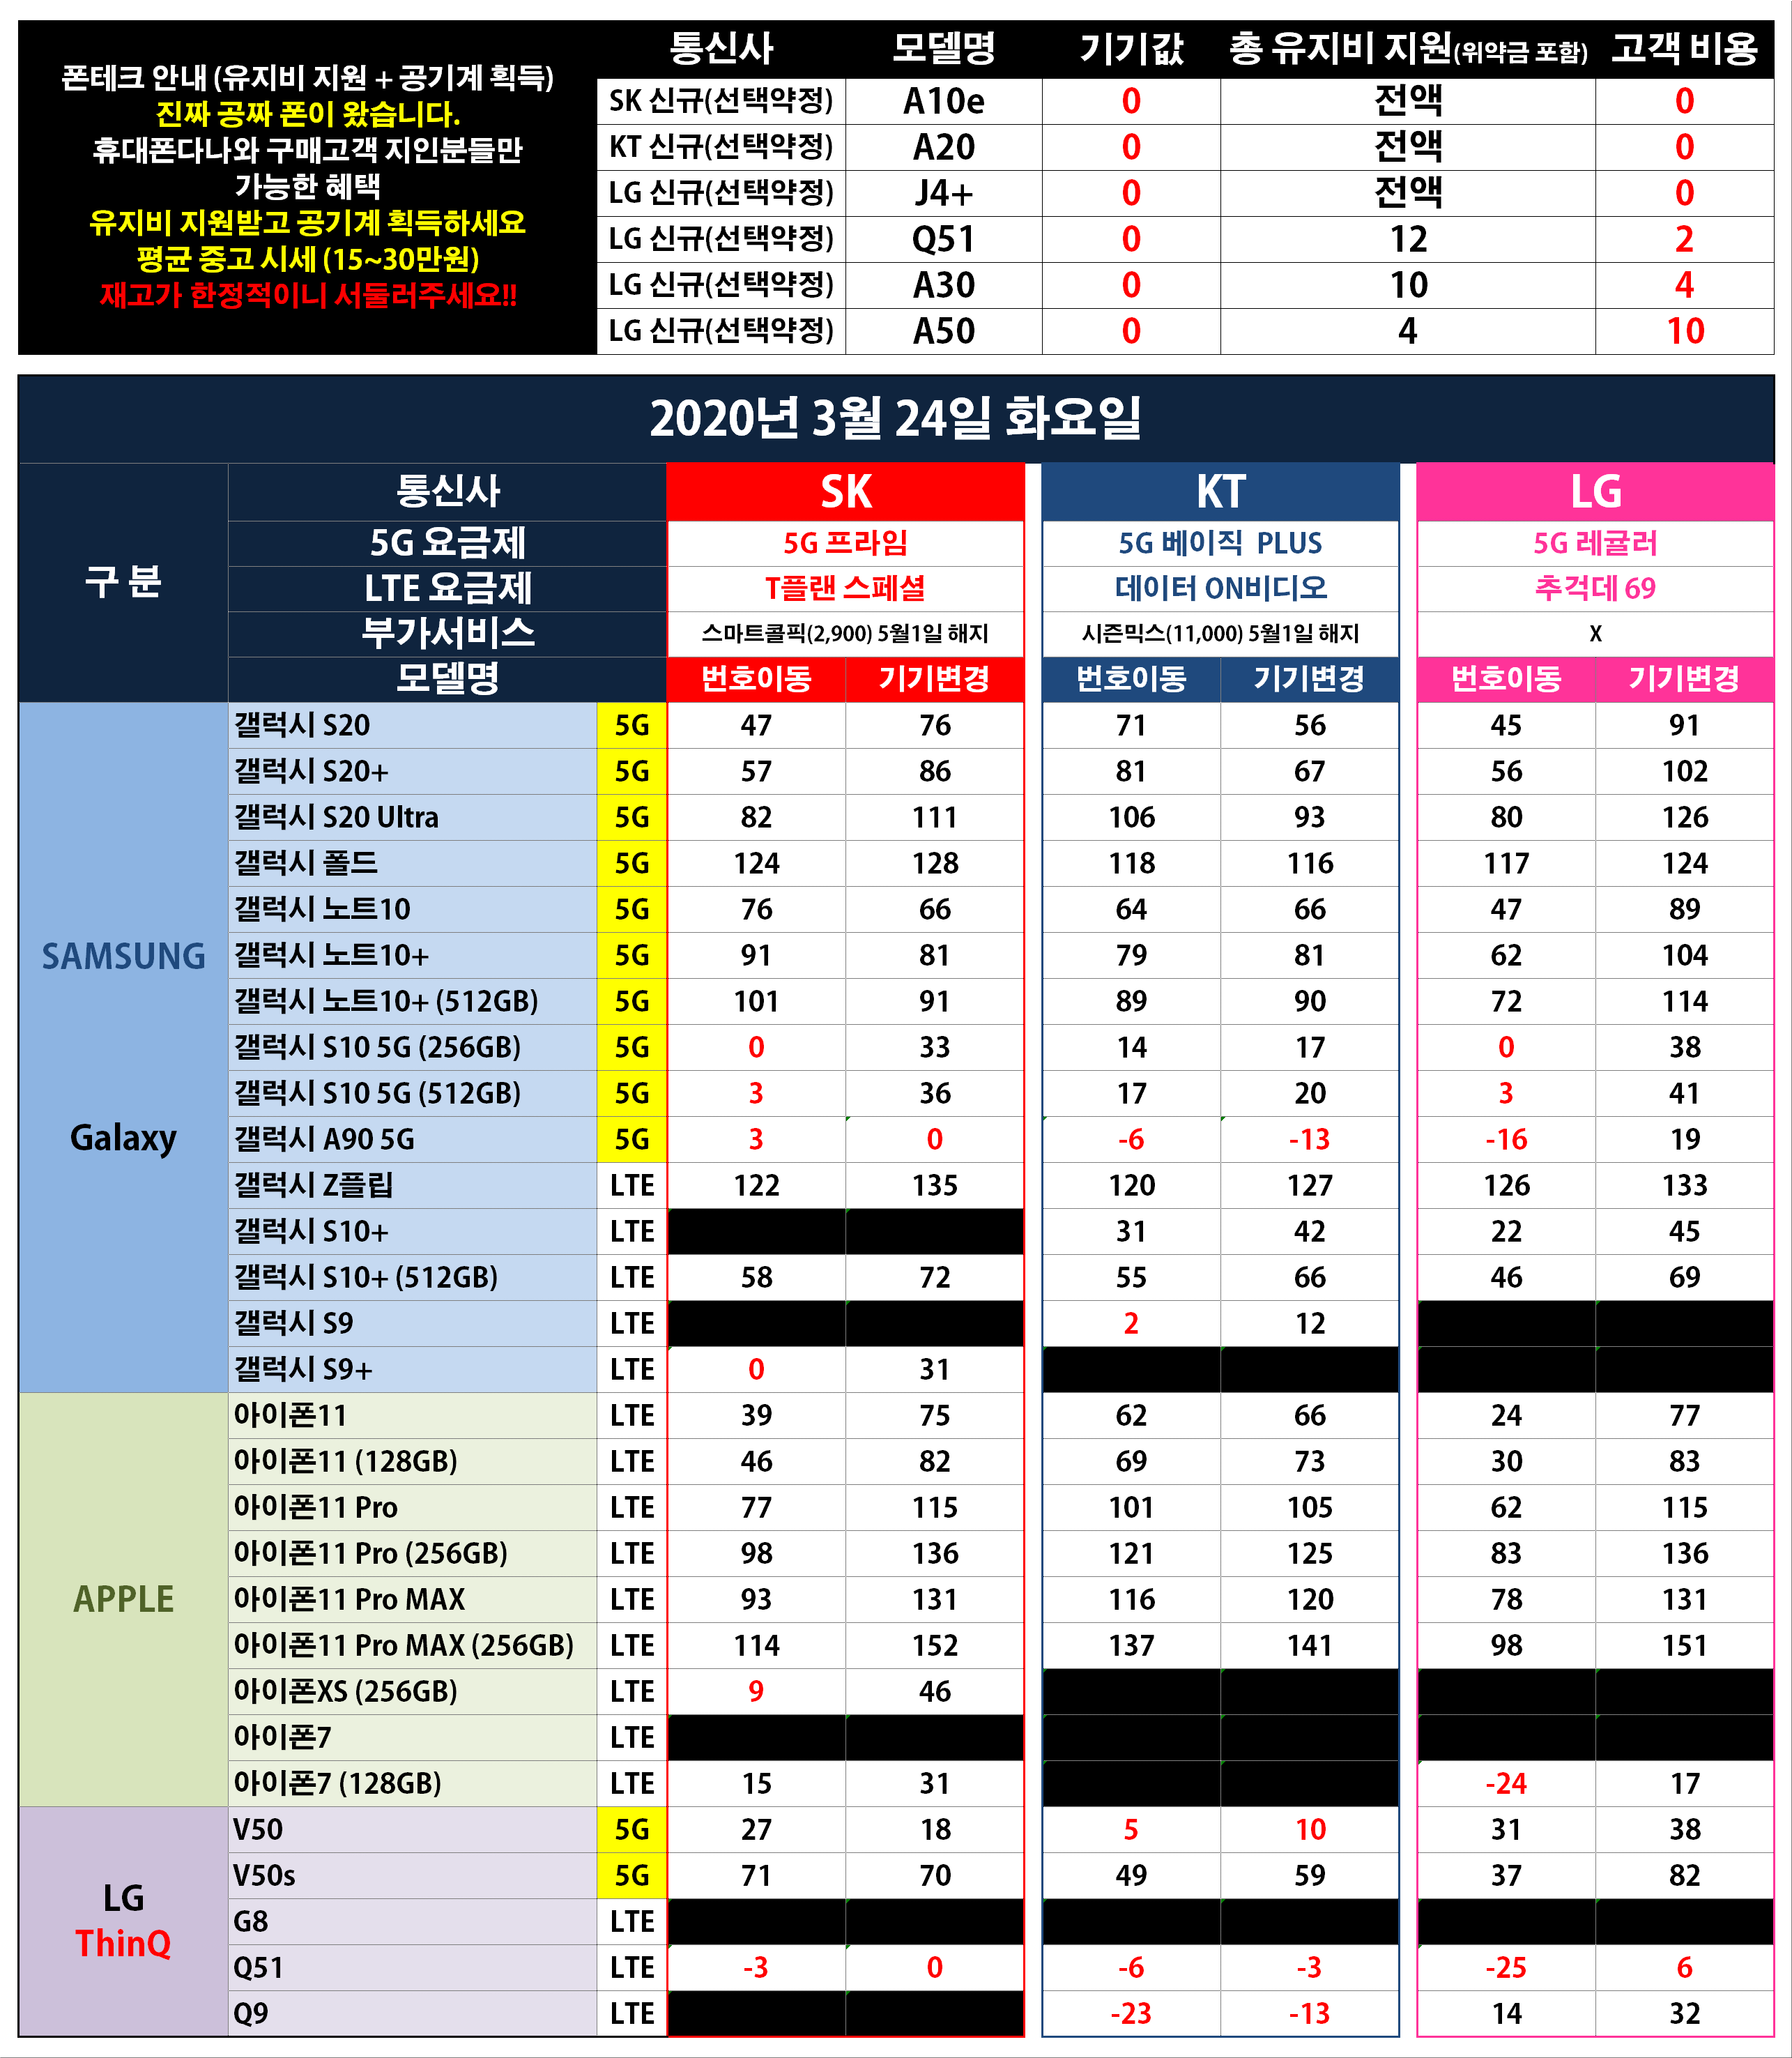 폰테크 안내 (유지비 지원 + 공기계 획득)
진짜 공짜 폰이 왔습니다.
휴대폰다나와 구매고객 지인분들만
가능한 혜택
유지비 지원받고 공기계 획득하세요
평균 중고 시세 (15~30만원)
재고가 한정적이니 서둘러주세요!!
통신사 모델명 기기값 총 유지비 지원(위약금 포함) 고객 비용
SK 신규(선택약정) A10e 0 전액 0
KT 신규(선택약정) A20 0 전액 0
LG 신규(선택약정) J4+ 0 전액 0
LG 신규(선택약정) Q51 0 12 2
LG 신규(선택약정) A30 0 10 4
LG 신규(선택약정) A50 0 4 10
2020년 3월 24일 화요일
구 분
통신사 SK KT LG
5G 요금제 5G 프라임 5G 베이직 PLUS 5G 레귤러
LTE 요금제 T플랜 스페셜 데이터 ON비디오 추걱데 69
부가서비스 스마트콜픽(2,900) 5월1일 해지 시즌믹스(11,000) 5월1일 해지 X
모델명 번호이동 기기변경 번호이동 기기변경 번호이동 기기변경
SAMSUNG
Galaxy
갤럭시 S20 5G 47 76 71 56 45 91
갤럭시 S20+ 5G 57 86 81 67 56 102
갤럭시 S20 Ultra 5G 82 111 106 93 80 126
갤럭시 폴드 5G 124 128 118 116 117 124
갤럭시 노트10 5G 76 66 64 66 47 89
갤럭시 노트10+ 5G 91 81 79 81 62 104
갤럭시 노트10+ (512GB) 5G 101 91 89 90 72 114
갤럭시 S10 5G (256GB) 5G 0 33 14 17 0 38
갤럭시 S10 5G (512GB) 5G 3 36 17 20 3 41
갤럭시 A90 5G 5G 3 0 -6 -13 -16 19
갤럭시 Z플립 LTE 122 135 120 127 126 133
갤럭시 S10+ LTE 31 42 22 45
갤럭시 S10+ (512GB) LTE 58 72 55 66 46 69
갤럭시 S9 LTE 2 12
갤럭시 S9+ LTE 0 31
APPLE
아이폰11 LTE 39 75 62 66 24 77
아이폰11 (128GB) LTE 46 82 69 73 30 83
아이폰11 Pro LTE 77 115 101 105 62 115
아이폰11 Pro (256GB) LTE 98 136 121 125 83 136
아이폰11 Pro MAX LTE 93 131 116 120 78 131
아이폰11 Pro MAX (256GB) LTE 114 152 137 141 98 151
아이폰XS (256GB) LTE 9 46
아이폰7 LTE
아이폰7 (128GB) LTE 15 31 -24 17
LG
ThinQ
V50 5G 27 18 5 10 31 38
V50s 5G 71 70 49 59 37 82
G8 LTE
Q51 LTE -3 0 -6 -3 -25 6
Q9 LTE -23 -13 14 32